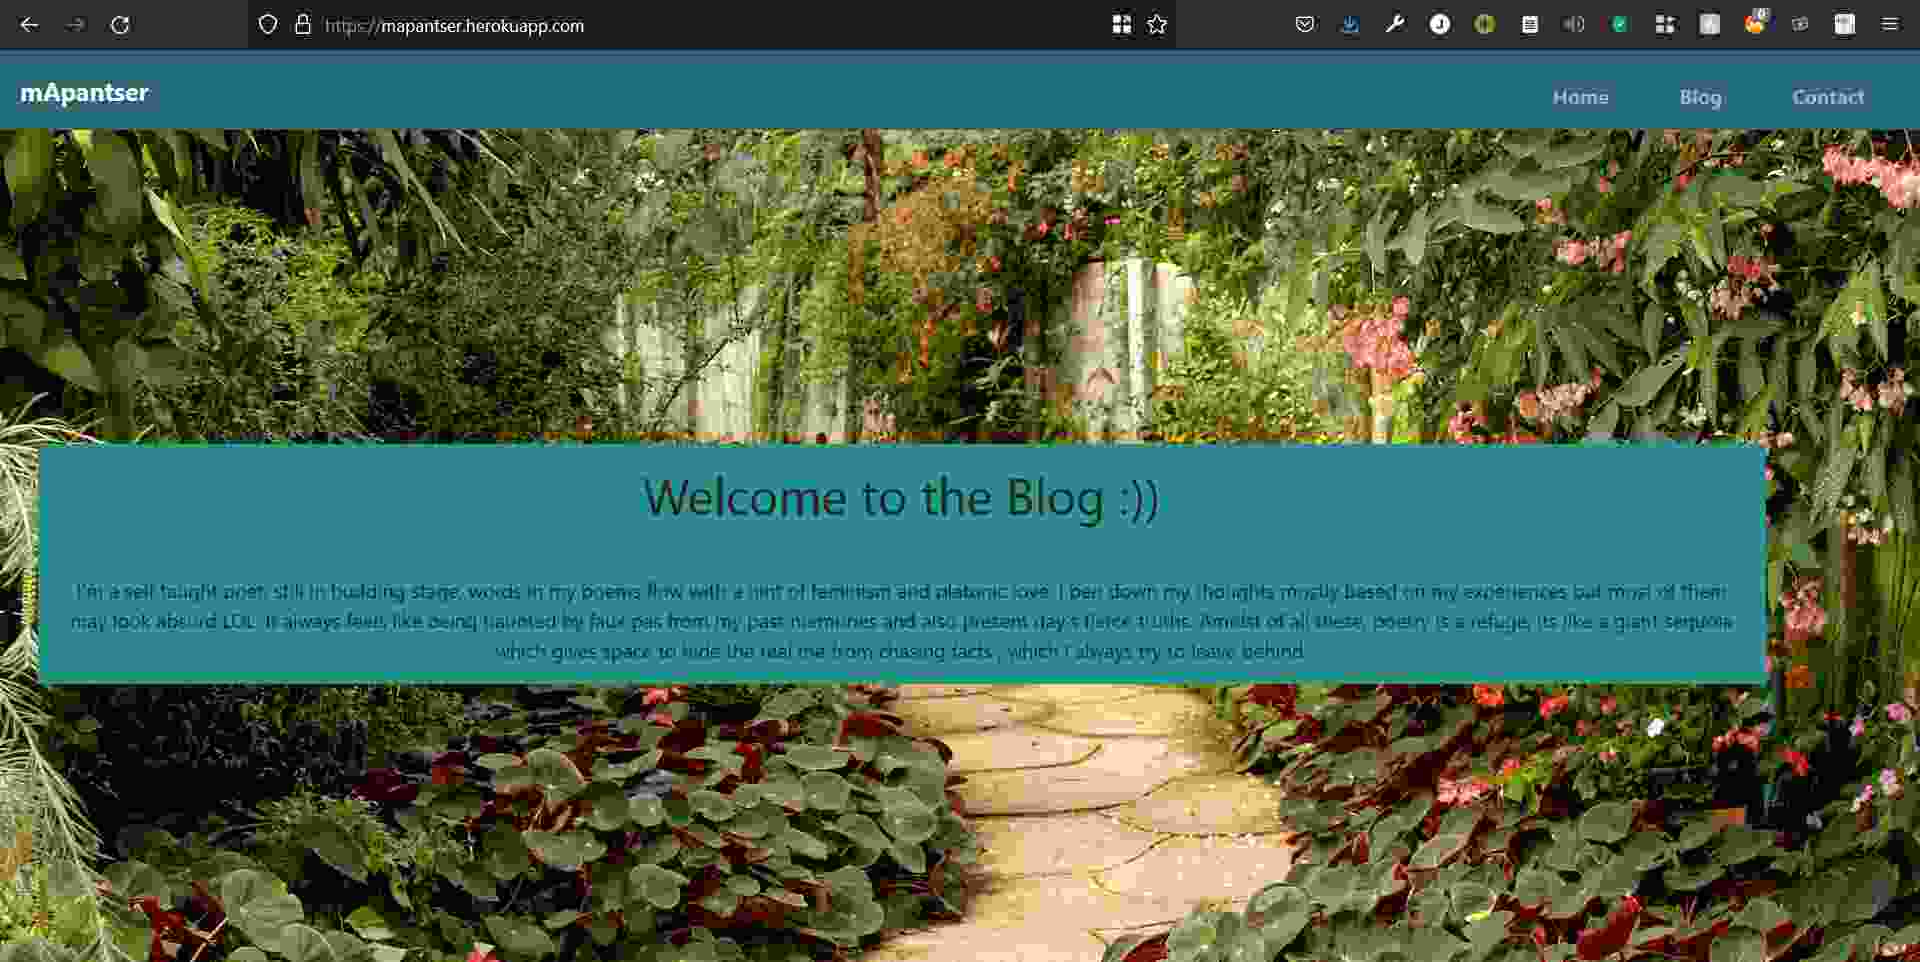 https://mapantser.herokuapp.com
mApantser
Home Blog Contact
Welcome to the Blog :))
I'm a self taught poet, still in building stage, words in my poems flow with a hint of feminism and platonic love. I pen down my thoughts mostly based on my experiences but most of them
may look absurd LOL. It always feels like being haunted by faux pas from my past memories and also present day's fierce truths. Amidst of all these, poetry is a refuge, its like a giant sequoia
which gives space to hide the real me from chasing facts , which I always try to leave behind.